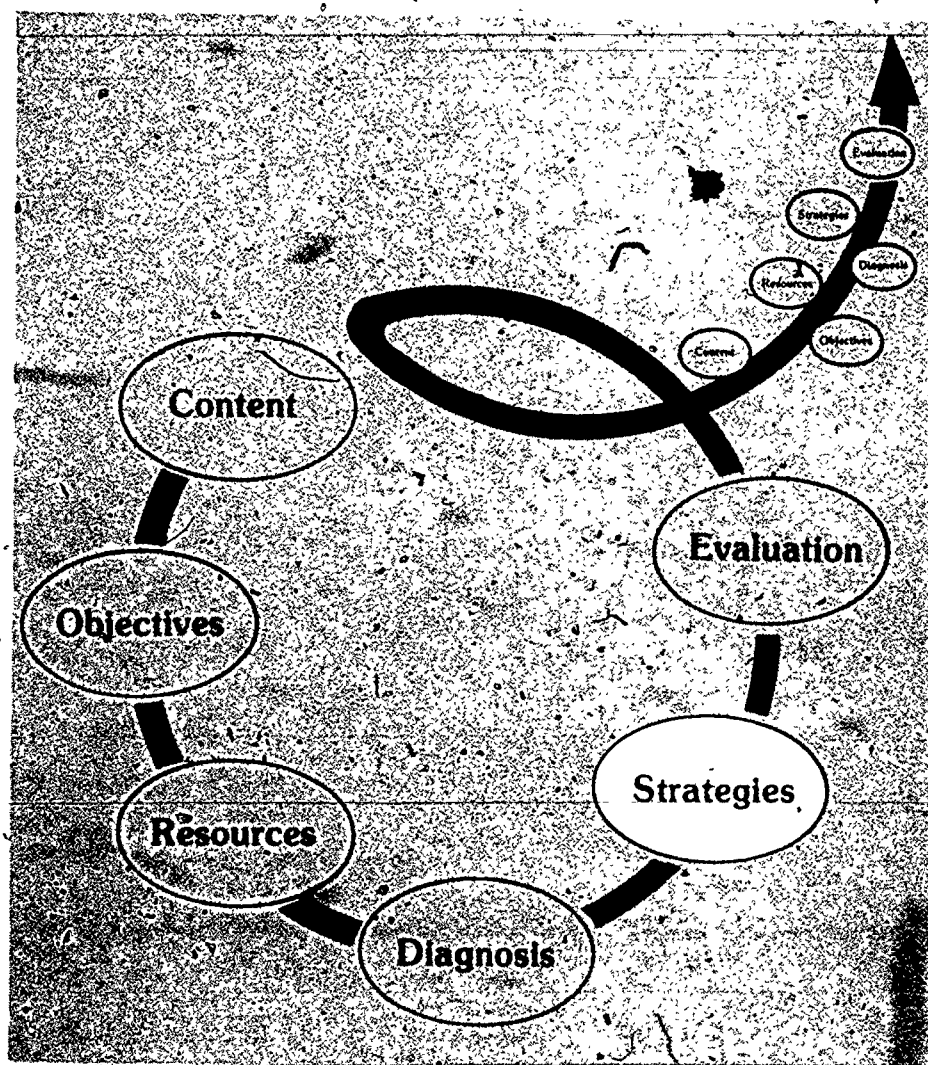 Evaluation
Strategies
Diagnosis
Resources
Objectives
Content
Content
Evaluation
Objectives
Strategies
Resources
Diagnosis